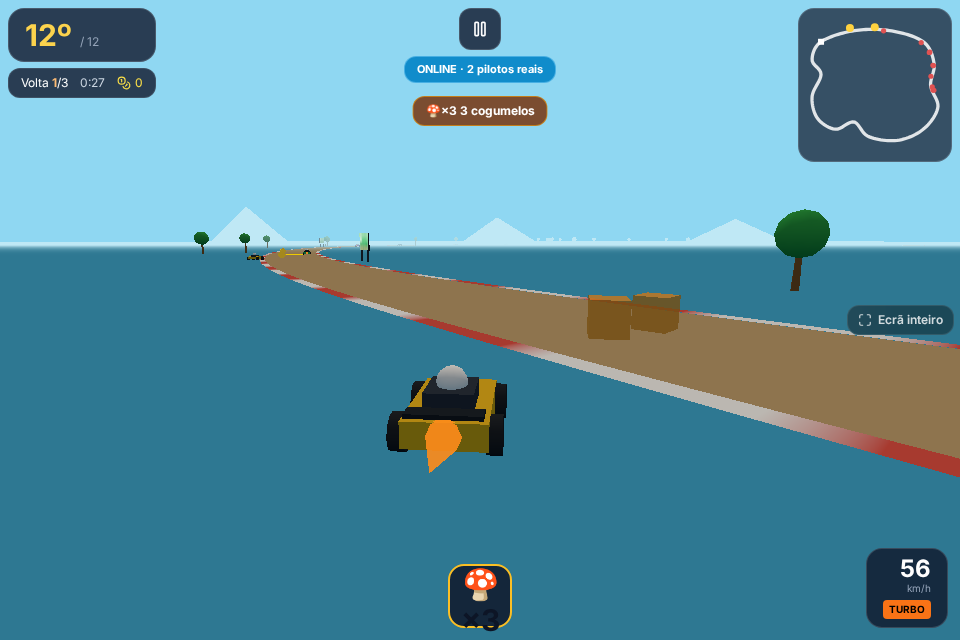 12º / 12
Volta 1/3 0:27 0
ONLINE · 2 pilotos reais
×3 3 cogumelos
Ecrã inteiro
×3
56
km/h
TURBO